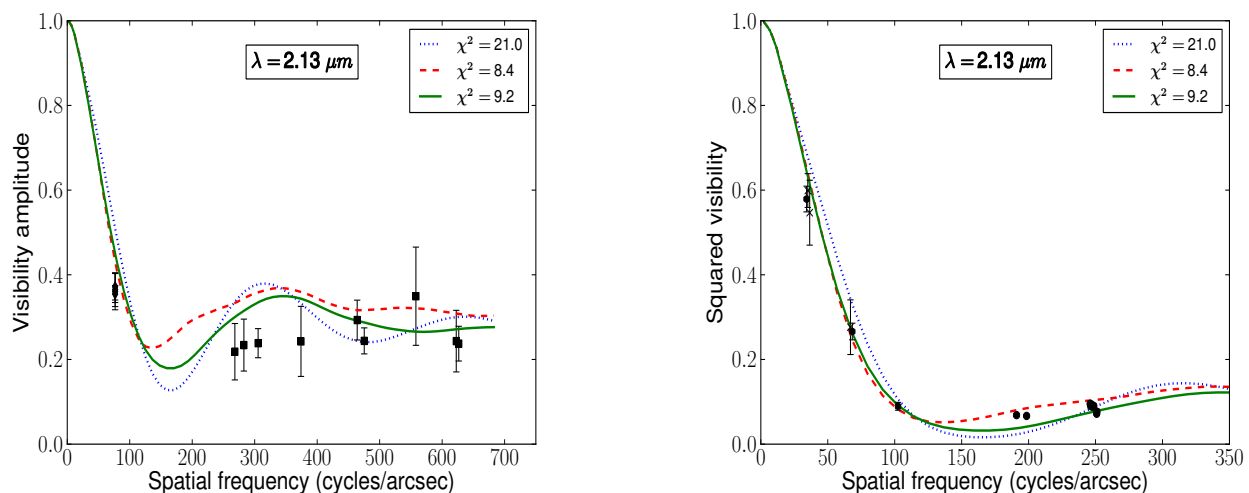 λ = 2.13 μm
χ² = 21.0
χ² = 8.4
χ² = 9.2
Visibility amplitude
1.0
0.8
0.6
0.4
0.2
0.0
0 100 200 300 400 500 600 700
Spatial frequency (cycles/arcsec)
λ = 2.13 μm
χ² = 21.0
χ² = 8.4
χ² = 9.2
Squared visibility
1.0
0.8
0.6
0.4
0.2
0.0
0 50 100 150 200 250 300 350
Spatial frequency (cycles/arcsec)